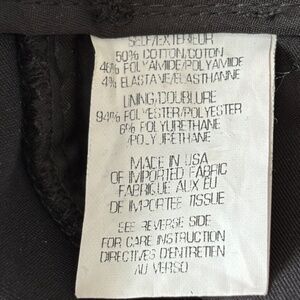 SELF/EXTERIEUR
50% COTTON/COTON
46% POLYAMIDE/POLYAMIDE
4% ELASTANE/ELASTHANNE
LINING/DOUBLURE
94% POLYESTER/POLYESTER
6% POLYURETHANE
/POLYURETHANE
MADE IN USA
OF IMPORTED FABRIC
FABRIQUE AUX EU
DE IMPORTEE TISSUE
SEE REVERSE SIDE
FOR CARE INSTRUCTION
DIRECTIVES D'ENTRETIEN
AU VERSO